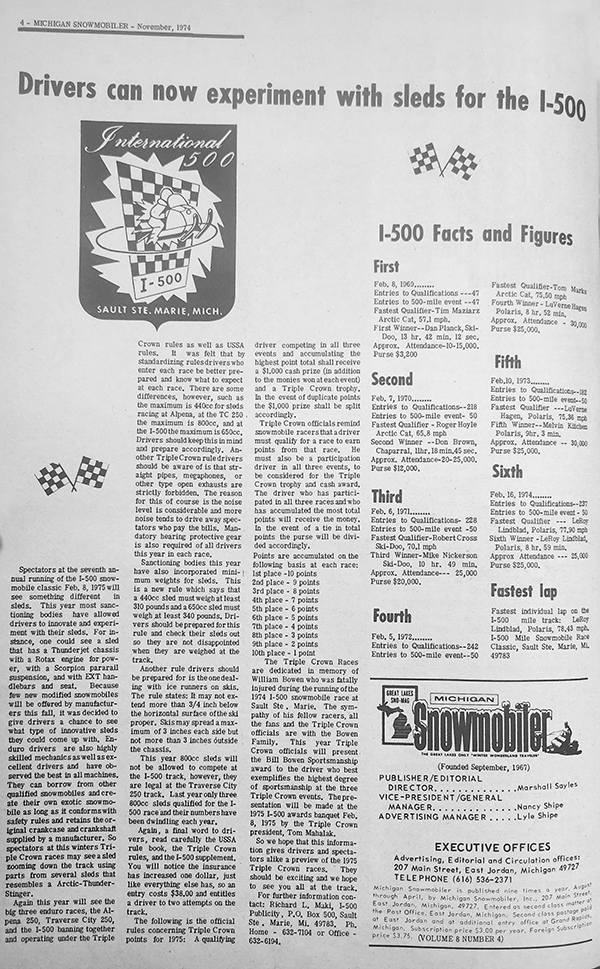 4 - MICHIGAN SNOWMOBILER - November, 1974
Drivers can now experiment with sleds for the I-500
International
500
I-500
SAULT STE. MARIE, MICH.
Spectators at the seventh an-
nual running of the I-500 snow-
mobile classic Feb. 8, 1975 will
see something different in
sleds. This year most sanc-
tioning bodies have allowed
drivers to innovate and experi-
ment with their sleds. For in-
stance, one could see a sled
that has a Thunderjet chassis
with a Rotax engine for pow-
er, with a Scorpion pararail
suspension, and with EXT han-
dlebars and seat. Because
few new modified snowmobiles
will be offered by manufactur-
ers this fall, it was decided to
give drivers a chance to see
what type of innovative sleds
they could come up with. En-
duro drivers are also highly
skilled mechanics as well as ex-
cellent drivers and have ob-
served the best in all machines.
They can borrow from other
qualified snowmobiles and cre-
ate their own exotic snowmo-
bile as long as it conforms with
safety rules and retains the or-
iginal crankcase and crankshaft
supplied by a manufacturer. So
spectators at this winters Tri-
ple Crown races may see a sled
zooming down the track using
parts from several sleds that
resembles a Arctic-Thunder-
Stinger.
Again this year will see the
big three enduro races, the Al-
pena 250, Traverse City 250,
and the I-500 banning together
and operating under the Triple
Crown rules as well as USSA
rules. It was felt that by
standardizing rules drivers who
enter each race be better pre-
pared and know what to expect
at each race. There are some
differences, however, such as
the maximum is 440cc for sleds
racing at Alpena, at the TC 250
the maximum is 800cc, and at
the I-500 the maximum is 650cc.
Drivers should keep this in mind
and prepare accordingly. An-
other Triple Crown rule drivers
should be aware of is that str-
aight pipes, megaphones, or
other type open exhausts are
strictly forbidden. The reason
for this of course is the noise
level is considerable and more
noise tends to drive away spec-
tators who pay the bills. Man-
datory hearing protective gear
is also required of all drivers
this year in each race.
Sanctioning bodies this year
have also incorporated mini-
mum weights for sleds. This
is a new rule which says that
a 440cc sled must weigh at least
310 pounds and a 650cc sled must
weigh at least 340 pounds. Dri-
vers should be prepared for this
rule and check their sleds out
so they are not disappointed
when they are weighed at the
track.
Another rule drivers should
be prepared for is the one deal-
ing with ice runners on skis.
The rule states: it may not ex-
tend more than 3/4 inch below
the horizontal surface of the ski
proper. Skis may spread a max-
imum of 3 inches each side but
not more than 3 inches outside
the chassis.
This year 800cc sleds will
not be allowed to compete at
the I-500 track, however, they
are legal at the Traverse City
250 track. Last year only three
800cc sleds qualified for the I-
500 race and their numbers have
been dwindling each year.
Again, a final word to dri-
vers, read carefully the USSA
rule book, the Triple Crown
rules, and the I-500 supplement.
You will notice the insurance
has increased one dollar, just
like everything else has, so an
entry costs $38.00 and entitles
a driver to two attempts on the
track.
The following is the official
rules concerning Triple Crown
points for 1975: A qualifying
driver competing in all three
events and accumulating the
highest point total shall receive
a $1,000 cash prize (in addition
to the monies won at each event)
and a Triple Crown trophy.
In the event of duplicate points
the $1,000 prize shall be split
accordingly.
Triple Crown officials remind
snowmobile racers that a driver
must qualify for a race to earn
points from that race. He
must also be a participation
driver in all three events, to
be considered for the Triple
Crown trophy and cash award.
The driver who has partici-
pated in all three races and who
has accumulated the most total
points will receive the money.
In the event of a tie in total
points the purse will be divi-
ded accordingly.
Points are accumulated on the
following basis at each race:
1st place -10 points
2nd place - 9 points
3rd place - 8 points
4th place - 7 points
5th place - 6 points
6th place - 5 points
7th place - 4 points
8th place - 3 points
9th place - 2 points
10th place - 1 point
The Triple Crown Races
are dedicated in memory of
William Bowen who was fatally
injured during the running of the
1974 I-500 snowmobile race at
Sault Ste. Marie. The sym-
pathy of his fellow racers, all
the fans and the Triple Crown
officials are with the Bowen
Family. This year Triple
Crown officials will present
the Bill Bowen Sportsmanship
award to the driver who best
exemplifies the highest degree
of sportsmanship at the three
Triple Crown events. The pre-
sentation will be made at the
1975 I-500 awards banquet Feb.
8, 1975 by the Triple Crown
president, Tom Mahalak.
So we hope that this informa-
tion gives drivers and specta-
tors alike a preview of the 1975
Triple Crown races. They
should be exciting and we hope
to see you all at the track.
For further information con-
tact: Richard L. Maki, I-500
Publicity, P.O. Box 500, Sault
Ste. Marie, Mi. 49783. Ph.
Home - 632-7104 or Office -
632-6194.
I-500 Facts and Figures
First
Feb. 8, 1969........
Entries to Qualifications ---47
Entries to 500-mile event --47
Fastest Qualifier-Tim Maziarz
Arctic Cat, 57.1 mph.
First Winner--Dan Planck, Ski-
Doo, 13 hr. 42 min. 12 sec.
Approx. Attendance-10-15,000.
Purse $3,200
Second
Feb. 7, 1970........
Entries to Qualifications--218
Entries to 500-mile event- 50
Fastest Qualifier - Roger Hoyle
Arctic Cat, 65.8 mph
Second Winner --Don Brown,
Chaparral, 11hr.18 min.45 sec.
Approx. Attendance-20-25,000.
Purse $12,000.
Third
Feb. 6, 1971........
Entries to Qualifications- 228
Entries to 500-mile event -50
Fastest Qualifier-Robert Cross
Ski-Doo, 70.1 mph
Third Winner-Mike Nickerson
Ski-Doo, 10 hr. 49 min.
Approx. Attendance--- 25,000
Purse $20,000.
Fourth
Feb. 5, 1972........
Entries to Qualifications--242
Entries to 500-mile event--50
Fastest Qualifier-Tom Marks
Arctic Cat, 75.50 mph
Fourth Winner - LaVerne Hagen
Polaris, 8 hr. 52 min.
Approx. Attendance - 30,000
Purse $25,000.
Fifth
Feb.10, 1973........
Entries to Qualifications--182
Entries to 500-mile event--50
Fastest Qualifier ---LaVerne
Hagen, Polaris, 75.36 mph
Fifth Winner--Melvin Kitchen
Polaris, 9hr. 3 min.
Approx. Attendance -- 30,000
Purse $25,000.
Sixth
Feb. 16, 1974........
Entries to Qualifications--237
Entries to 500-mile event - 50
Fastest Qualifier --- LeRoy
Lindblad, Polaris, 77.90 mph
Sixth Winner -LeRoy Lindblad,
Polaris, 8 hr. 59 min.
Approx Attendance --- 25,000
Purse $25,000.
Fastest lap
Fastest individual lap on the
I-500 mile track: LeRoy
Lindblad, Polaris, 78.43 mph.
I-500 Mile Snowmobile Race
Classic, Sault Ste. Marie, Mi.
49783
GREAT LAKES
SNO-MAG
MICHIGAN
Snowmobiler
THE GREAT LAKES ONLY "WINTER WONDERLAND TRAVELER"
(Founded September, 1967)
PUBLISHER/EDITORIAL
DIRECTOR..............Marshall Sayles
VICE-PRESIDENT/GENERAL
MANAGER...............Nancy Shipe
ADVERTISING MANAGER .....Lyle Shipe
EXECUTIVE OFFICES
Advertising, Editorial and Circulation offices:
207 Main Street, East Jordan, Michigan 49727
TELEPHONE (616) 536-2371
Michigan Snowmobiler is published nine times a year, August
through April, by Michigan Snowmobiler, Inc., 207 Main Street,
East Jordan, Michigan. 49727. Entered as second class matter at
the Post Office, East Jordan, Michigan. Second class postage paid
at East Jordan and at additional entry office at Grand Rapids,
Michigan. Subscription price $3.00 per year. Foreign Subscription
price $3.75. (VOLUME 8 NUMBER 4)